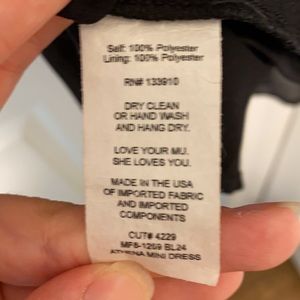 Self: 100% Polyester
Lining: 100% Polyester
RN# 133910
DRY CLEAN
OR HAND WASH
AND HANG DRY.
LOVE YOUR MU.
SHE LOVES YOU.
MADE IN THE USA
OF IMPORTED FABRIC
AND IMPORTED
COMPONENTS
CUT# 4229
MF8-1269 BL24
ATHENA MINI DRESS